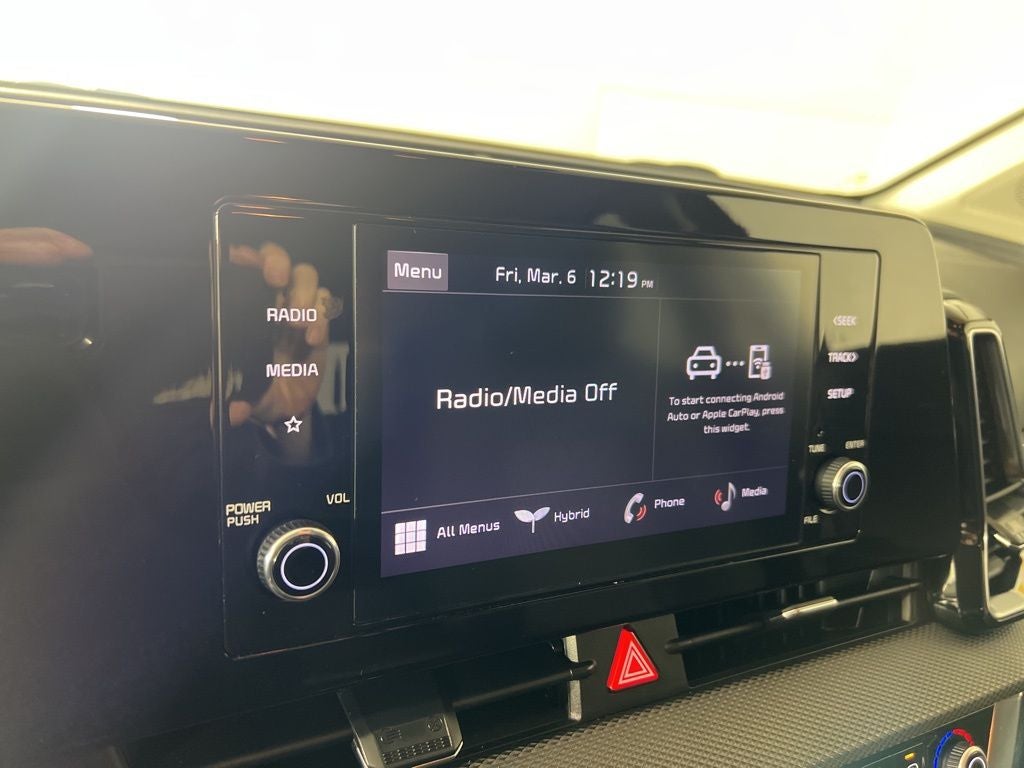 RADIO
MEDIA
POWER
PUSH
VOL
Menu
Fri, Mar. 6 12:19 PM
Radio/Media Off
To start connecting Android
Auto or Apple CarPlay, press
this widget.
All Menus
Hybrid
Phone
Media
<SEEK
TRACK>
SETUP
TUNE
ENTER
FILE